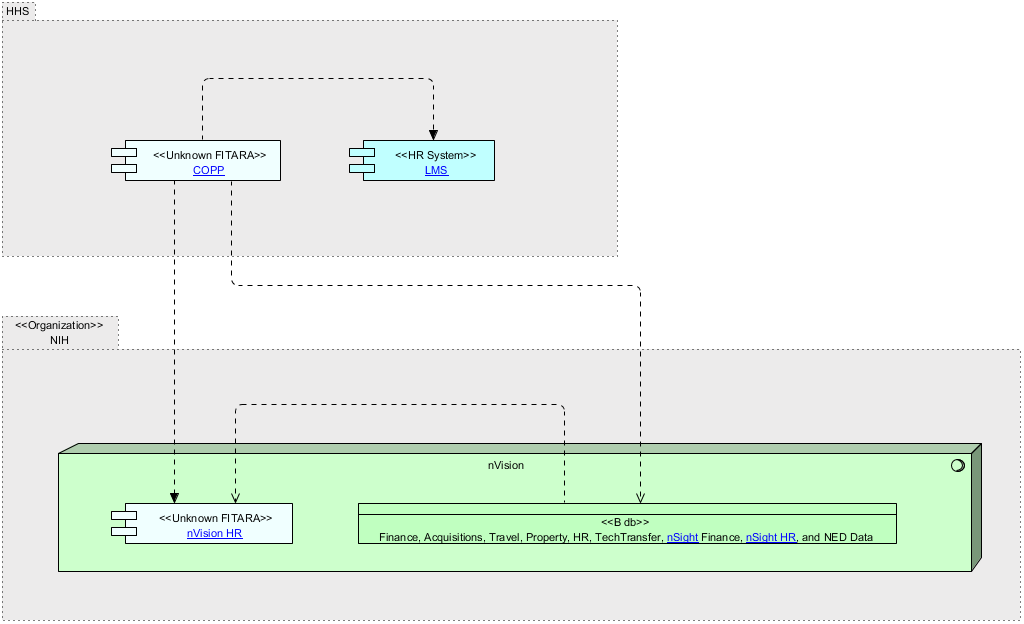 HHS
<<Unknown FITARA>>
COPP
<<HR System>>
LMS
<<Organization>>
NIH
nVision
<<Unknown FITARA>>
nVision HR
<<B db>>
Finance, Acquisitions, Travel, Property, HR, TechTransfer, nSight Finance, nSight HR, and NED Data